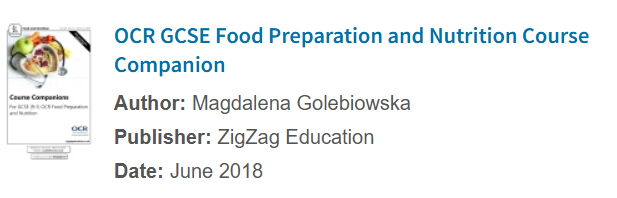 OCR GCSE Food Preparation and Nutrition Course
Companion
Author: Magdalena Golebiowska
Publisher: ZigZag Education
Date: June 2018
Course Companions
For GCSE (9-1) OCR Food Preparation
and Nutrition
OCR